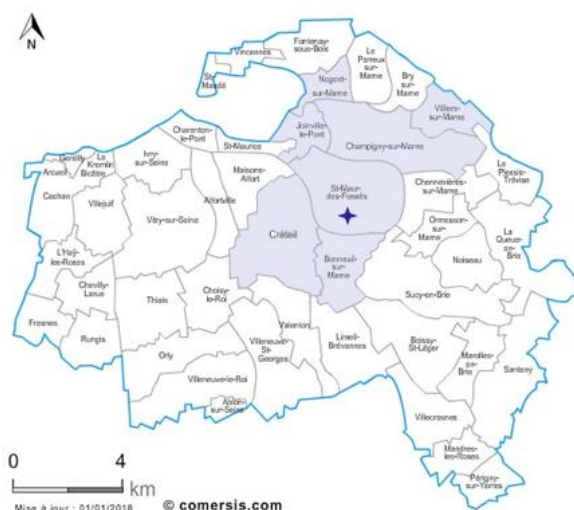 N
Fontenay
sous-Bois
Vincennes
St-
Mandé
Le
Perreux
sur-
Marne
Bry
sur-
Marne
Nogent-
sur-Marne
Villiers-
sur-Marne
Joinville-
le-Pont
Champigny-sur-Marne
Charenton-
le-Pont
St-Maurice
Ivry-
sur-Seine
Gentilly
Le
Kremlin
Bicêtre
Arcueil
Maisons-
Alfort
St-Maur-
des-Fossés
Chennevières-
sur-Marne
Le
Plessis-
Trévise
Cachan
Villejuif
Vitry-sur-Seine
Alfortville
Créteil
Ormesson-
sur-
Marne
La
Queue-
en-Brie
Noiseau
Bonneuil-
sur-
Marne
L'Haÿ-
les-Roses
Chevilly-
Larue
Thiais
Choisy-
le-Roi
Sucy-en-Brie
Fresnes
Rungis
Valenton
Limeil-
Brévannes
Boissy-
St-Léger
Villeneuve-
St-
Georges
Orly
Marolles-
en-
Brie
Santeny
Villeneuve-le-Roi
Ablon-
sur-Seine
Villecresnes
Mandres-
les-Roses
Périgny-
sur-Yerres
0 4
km
Mise à jour : 01/01/2018 © comersis.com